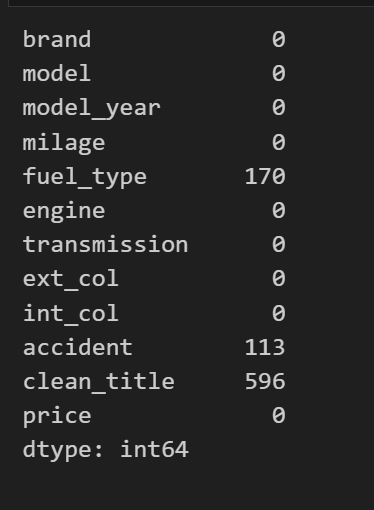 brand 0
model 0
model_year 0
milage 0
fuel_type 170
engine 0
transmission 0
ext_col 0
int_col 0
accident 113
clean_title 596
price 0
dtype: int64